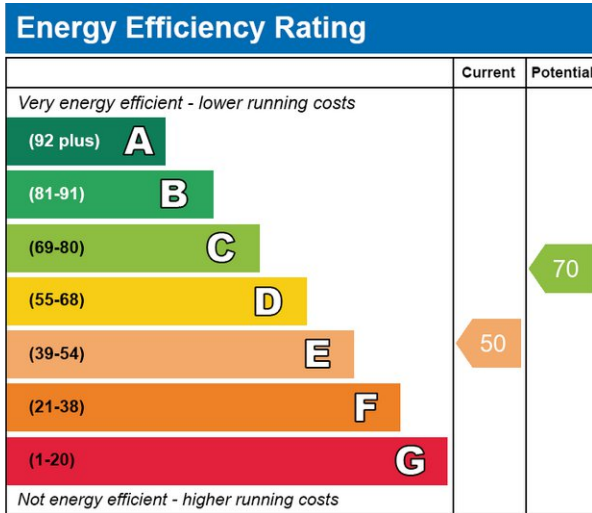 Energy Efficiency Rating
Current Potential
Very energy efficient - lower running costs
(92 plus) A
(81-91) B
(69-80) C
70
(55-68) D
(39-54) E
50
(21-38) F
(1-20) G
Not energy efficient - higher running costs